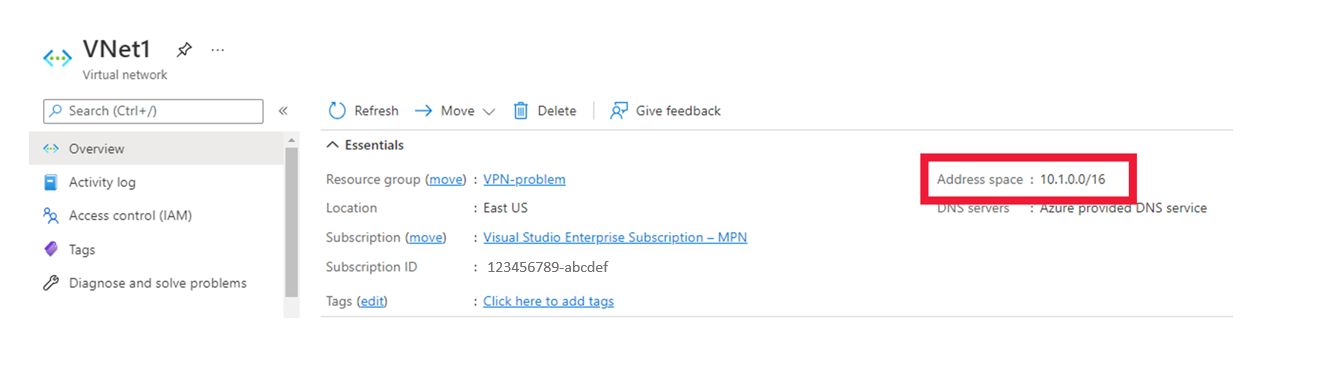 VNet1 ...
Virtual network
Search (Ctrl+/) «
Refresh Move Delete Give feedback
Overview
Activity log
Access control (IAM)
Tags
Diagnose and solve problems
Essentials
Resource group (move) : VPN-problem
Location : East US
Subscription (move) : Visual Studio Enterprise Subscription – MPN
Subscription ID : 123456789-abcdef
Tags (edit) : Click here to add tags
Address space : 10.1.0.0/16
DNS servers : Azure provided DNS service